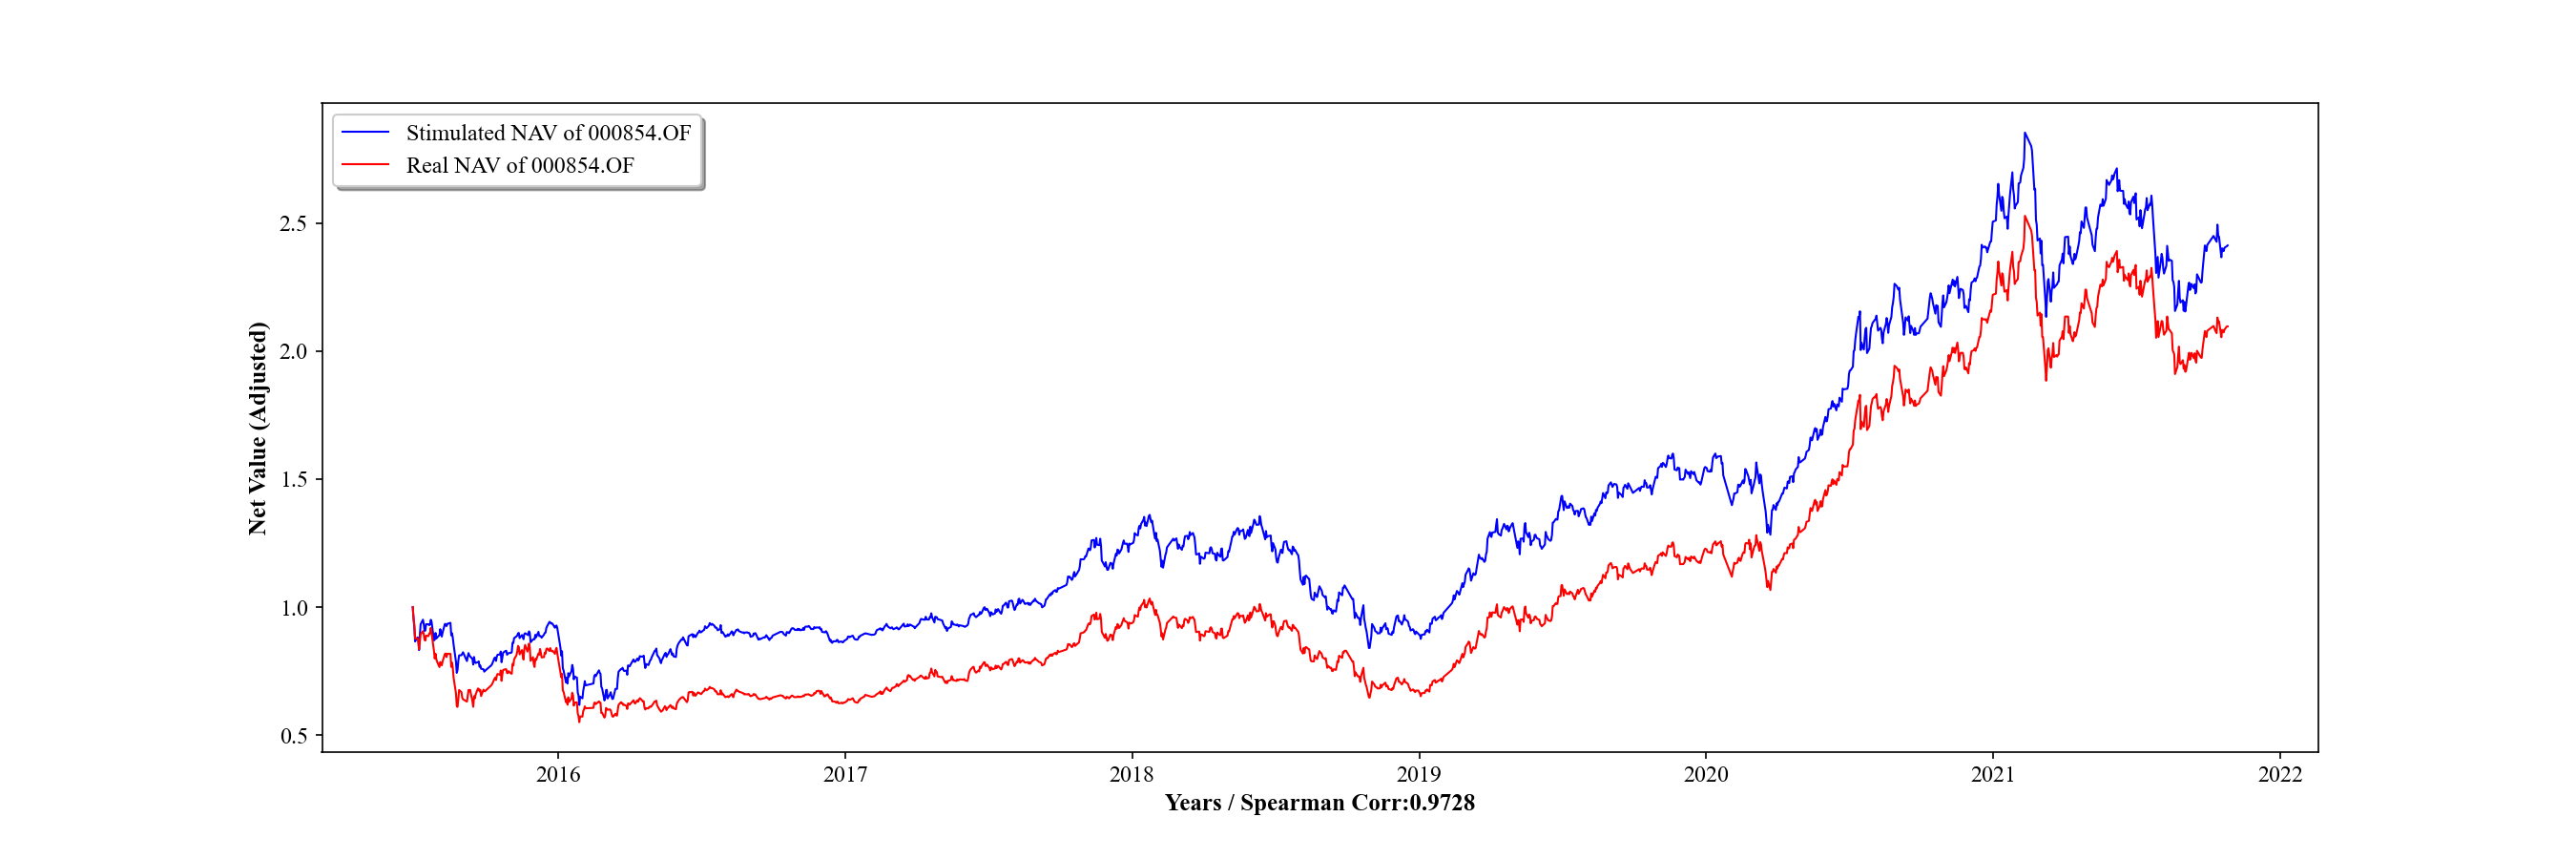 Stimulated NAV of 000854.OF
Real NAV of 000854.OF
Net Value (Adjusted)
2.5
2.0
1.5
1.0
0.5
2016 2017 2018 2019 2020 2021 2022
Years / Spearman Corr:0.9728